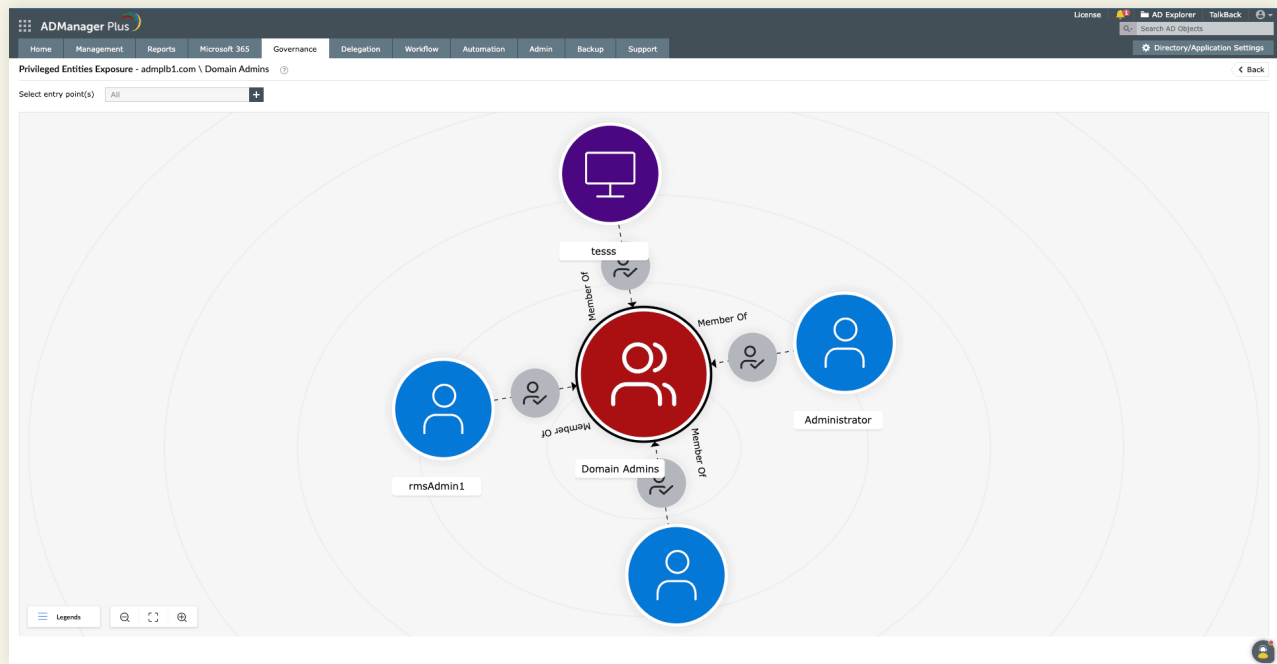 License 1 AD Explorer TalkBack
ADManager Plus
Search AD Objects
Home Management Reports Microsoft 365 Governance Delegation Workflow Automation Admin Backup Support
Directory/Application Settings
Privileged Entities Exposure - admplb1.com \ Domain Admins ?
Back
Select entry point(s) All
tesss
Member Of
Member Of
Administrator
Member Of
rmsAdmin1
Member Of
Domain Admins
Legends